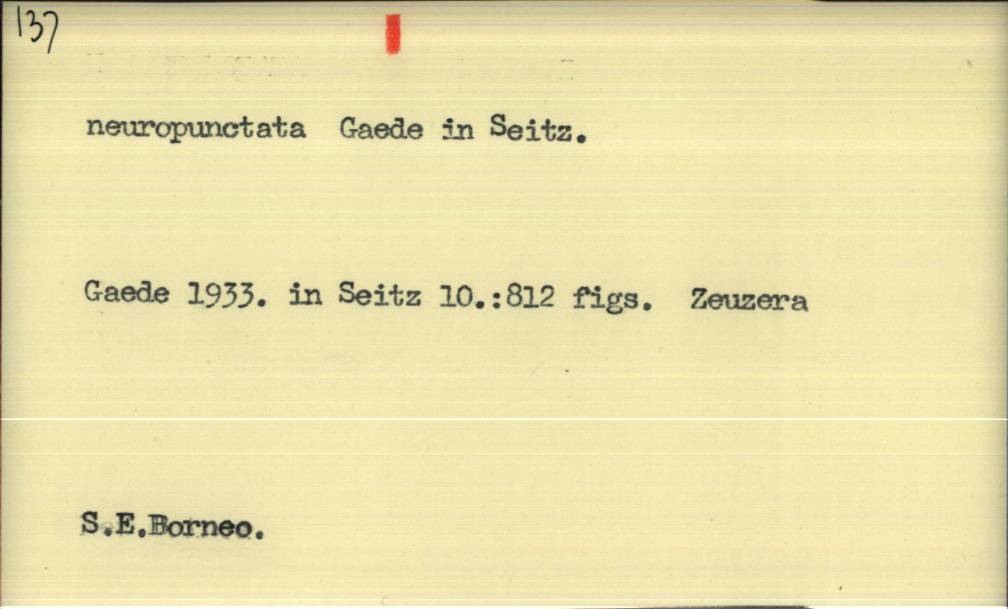 137
neuropunctata Gaede in Seitz.
Gaede 1933. in Seitz 10.:812 figs. Zeuzera
S.E.Borneo.